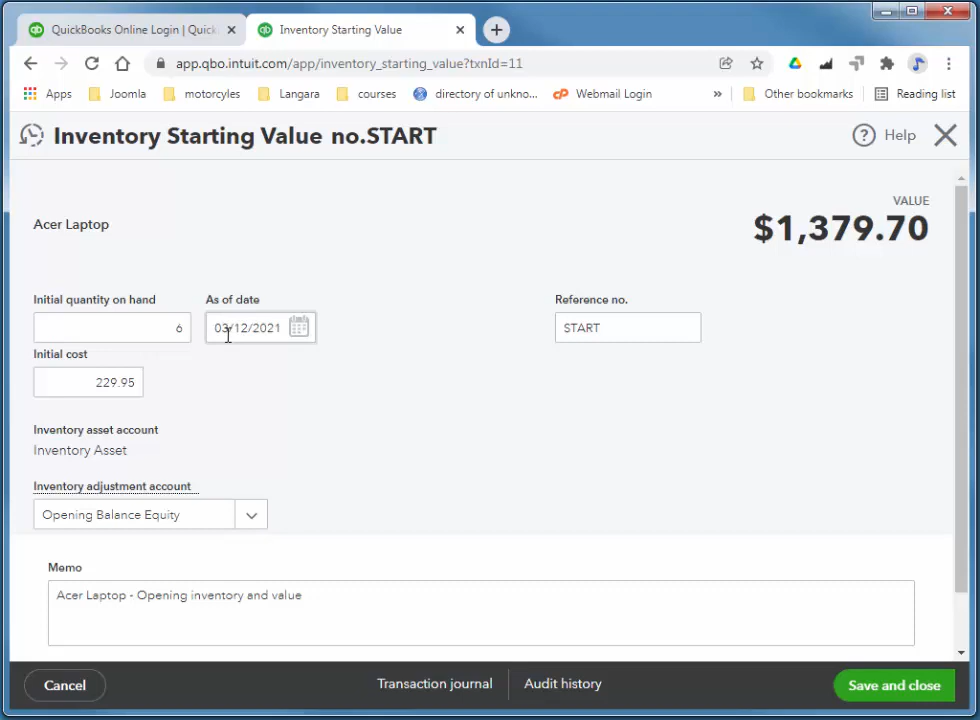 QuickBooks Online Login | Quick
Inventory Starting Value
app.qbo.intuit.com/app/inventory_starting_value?txnId=11
Apps
Joomla
motorcyles
Langara
courses
directory of unkno...
Webmail Login
»
Other bookmarks
Reading list
Inventory Starting Value no.START
Help
VALUE
Acer Laptop
$1,379.70
Initial quantity on hand
As of date
Reference no.
6
03/12/2021
START
Initial cost
229.95
Inventory asset account
Inventory Asset
Inventory adjustment account
Opening Balance Equity
Memo
Acer Laptop - Opening inventory and value
Cancel
Transaction journal
Audit history
Save and close